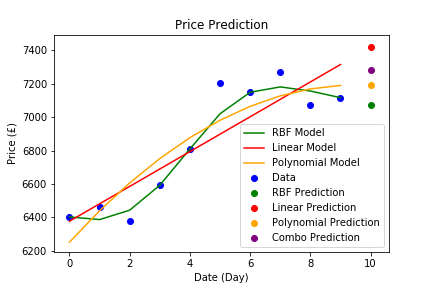 Price Prediction
Price (£)
7400
7200
7000
6800
6600
6400
6200
RBF Model
Linear Model
Polynomial Model
Data
RBF Prediction
Linear Prediction
Polynomial Prediction
Combo Prediction
0 2 4 6 8 10
Date (Day)